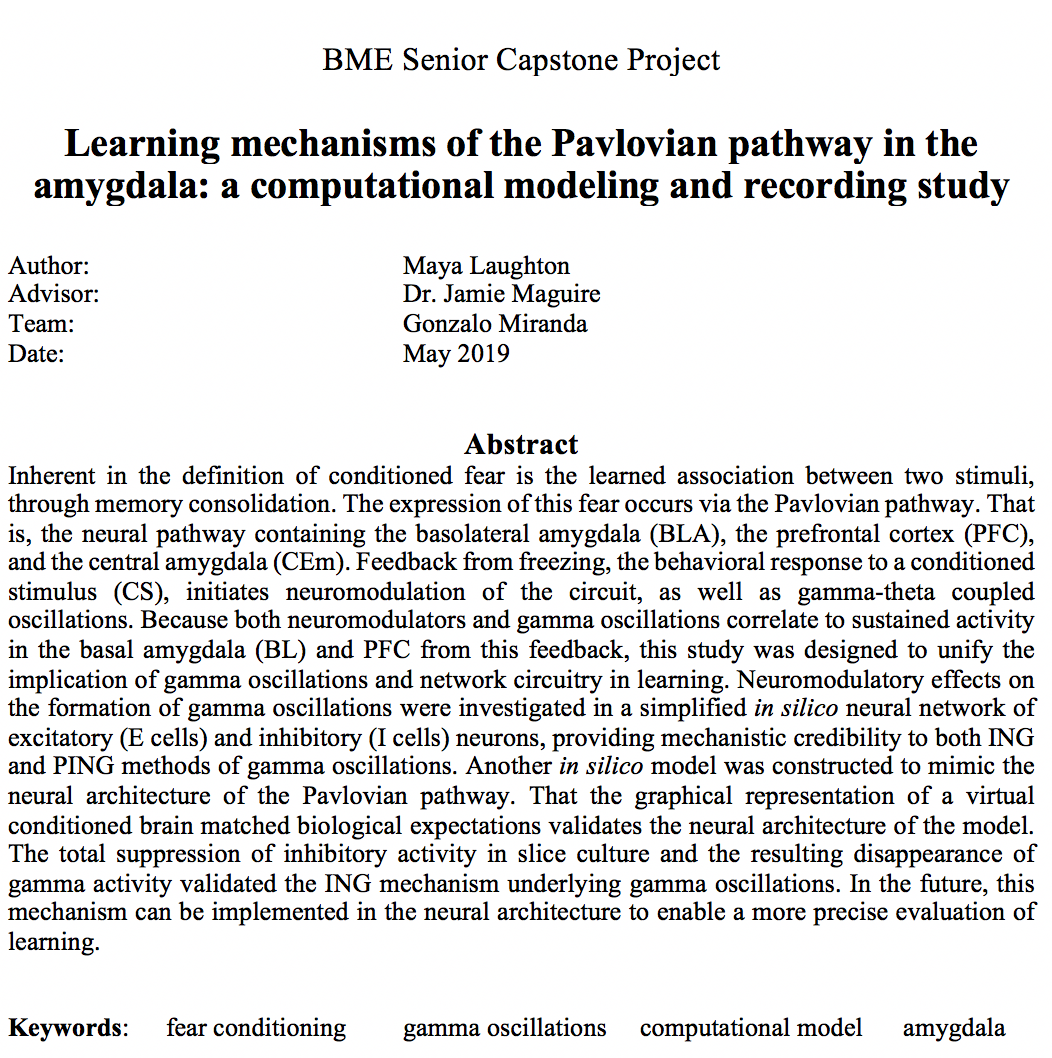 BME Senior Capstone Project
Learning mechanisms of the Pavlovian pathway in the
amygdala: a computational modeling and recording study
Author: Maya Laughton
Advisor: Dr. Jamie Maguire
Team: Gonzalo Miranda
Date: May 2019
Abstract
Inherent in the definition of conditioned fear is the learned association between two stimuli,
through memory consolidation. The expression of this fear occurs via the Pavlovian pathway. That
is, the neural pathway containing the basolateral amygdala (BLA), the prefrontal cortex (PFC),
and the central amygdala (CEm). Feedback from freezing, the behavioral response to a conditioned
stimulus (CS), initiates neuromodulation of the circuit, as well as gamma-theta coupled
oscillations. Because both neuromodulators and gamma oscillations correlate to sustained activity
in the basal amygdala (BL) and PFC from this feedback, this study was designed to unify the
implication of gamma oscillations and network circuitry in learning. Neuromodulatory effects on
the formation of gamma oscillations were investigated in a simplified in silico neural network of
excitatory (E cells) and inhibitory (I cells) neurons, providing mechanistic credibility to both ING
and PING methods of gamma oscillations. Another in silico model was constructed to mimic the
neural architecture of the Pavlovian pathway. That the graphical representation of a virtual
conditioned brain matched biological expectations validates the neural architecture of the model.
The total suppression of inhibitory activity in slice culture and the resulting disappearance of
gamma activity validated the ING mechanism underlying gamma oscillations. In the future, this
mechanism can be implemented in the neural architecture to enable a more precise evaluation of
learning.
Keywords: fear conditioning gamma oscillations computational model amygdala